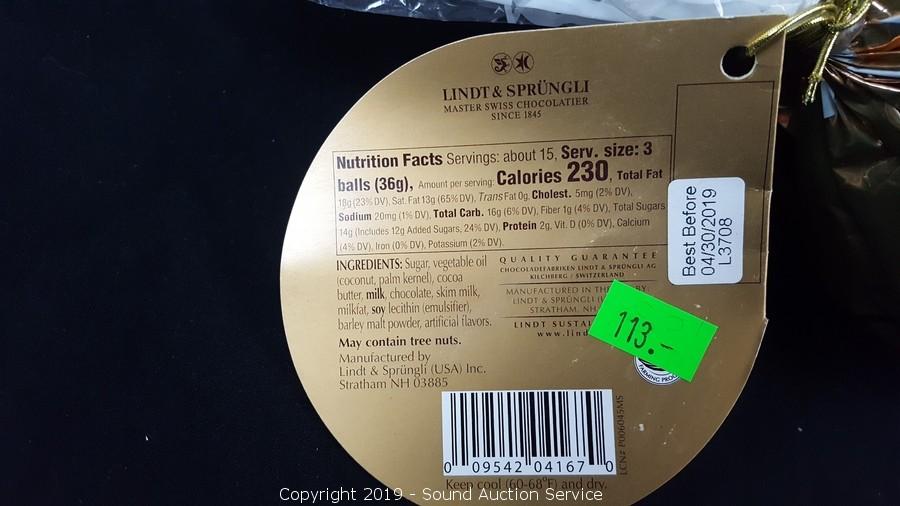 LINDT & SPRÜNGLI
MASTER SWISS CHOCOLATIER
SINCE 1845
Nutrition Facts Servings: about 15, Serv. size: 3
balls (36g), Amount per serving: Calories 230, Total Fat
18g (23% DV), Sat. Fat 13g (65% DV), Trans Fat 0g, Cholest. 5mg (2% DV),
Sodium 20mg (1% DV), Total Carb. 16g (6% DV), Fiber 1g (4% DV), Total Sugars
14g (Includes 12g Added Sugars, 24% DV), Protein 2g, Vit. D (0% DV), Calcium
(4% DV), Iron (0% DV), Potassium (2% DV).
INGREDIENTS: Sugar, vegetable oil
(coconut, palm kernel), cocoa
butter, milk, chocolate, skim milk,
milkfat, soy lecithin (emulsifier),
barley malt powder, artificial flavors.
May contain tree nuts.
Manufactured by
Lindt & Sprüngli (USA) Inc.
Stratham NH 03885
QUALITY GUARANTEE
CHOCOLADEFABRIKEN LINDT & SPRÜNGLI AG
KILCHBERG / SWITZERLAND
MANUFACTURED IN THE BY:
LINDT & SPRÜNGLI
STRATHAM, NH
LINDT
www.lind
Best Before
04/30/2019
L3708
113.-
FARMING
0 09542 04167 0
LCN# P006045MS
Keep cool (60-68°F) and dry.
Copyright 2019 - Sound Auction Service